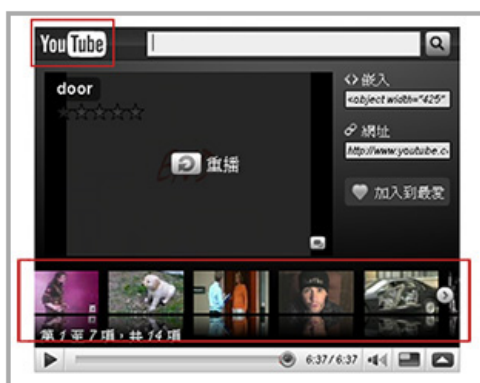 YouTube
door
嵌入
<object width="425"
網址
http://www.youtube.c
重播
加入到最愛
第 1 至 7 項，共 14 項
6:37 / 6:37